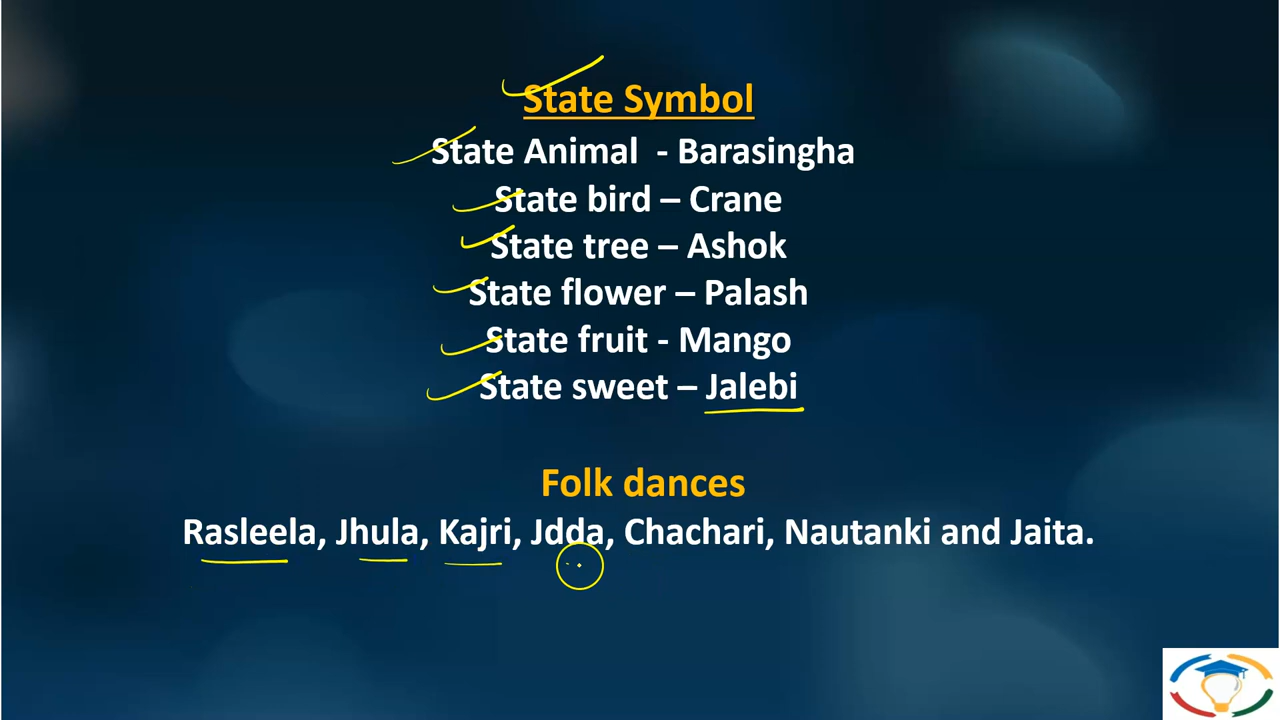 State Symbol
State Animal - Barasingha
State bird – Crane
State tree – Ashok
State flower – Palash
State fruit - Mango
State sweet – Jalebi
Folk dances
Rasleela, Jhula, Kajri, Jdda, Chachari, Nautanki and Jaita.